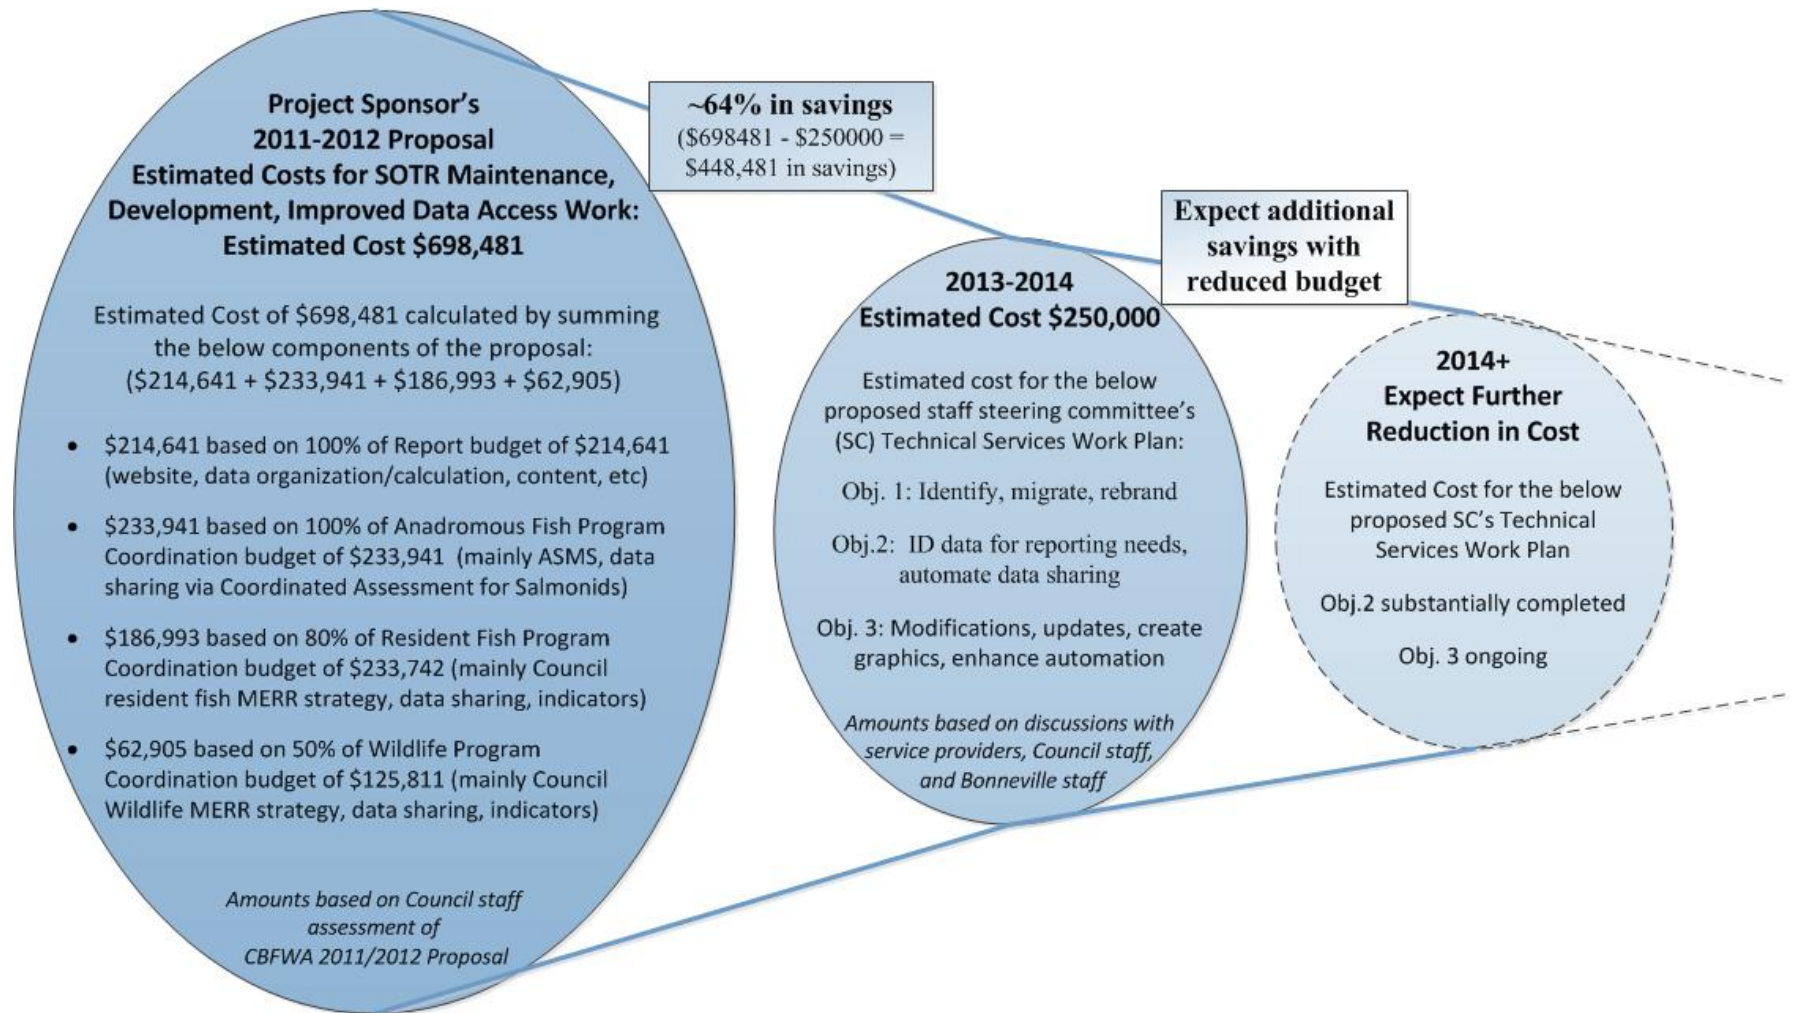 Project Sponsor's
2011-2012 Proposal
Estimated Costs for SOTR Maintenance,
Development, Improved Data Access Work:
Estimated Cost $698,481
Estimated Cost of $698,481 calculated by summing
the below components of the proposal:
($214,641 + $233,941 + $186,993 + $62,905)
• $214,641 based on 100% of Report budget of $214,641
(website, data organization/calculation, content, etc)
• $233,941 based on 100% of Anadromous Fish Program
Coordination budget of $233,941 (mainly ASMS, data
sharing via Coordinated Assessment for Salmonids)
• $186,993 based on 80% of Resident Fish Program
Coordination budget of $233,742 (mainly Council
resident fish MERR strategy, data sharing, indicators)
• $62,905 based on 50% of Wildlife Program
Coordination budget of $125,811 (mainly Council
Wildlife MERR strategy, data sharing, indicators)
Amounts based on Council staff
assessment of
CBFWA 2011/2012 Proposal
~64% in savings
($698481 - $250000 =
$448,481 in savings)
2013-2014
Estimated Cost $250,000
Estimated cost for the below
proposed staff steering committee's
(SC) Technical Services Work Plan:
Obj. 1: Identify, migrate, rebrand
Obj.2: ID data for reporting needs,
automate data sharing
Obj. 3: Modifications, updates, create
graphics, enhance automation
Amounts based on discussions with
service providers, Council staff,
and Bonneville staff
Expect additional
savings with
reduced budget
2014+
Expect Further
Reduction in Cost
Estimated Cost for the below
proposed SC's Technical
Services Work Plan
Obj.2 substantially completed
Obj. 3 ongoing